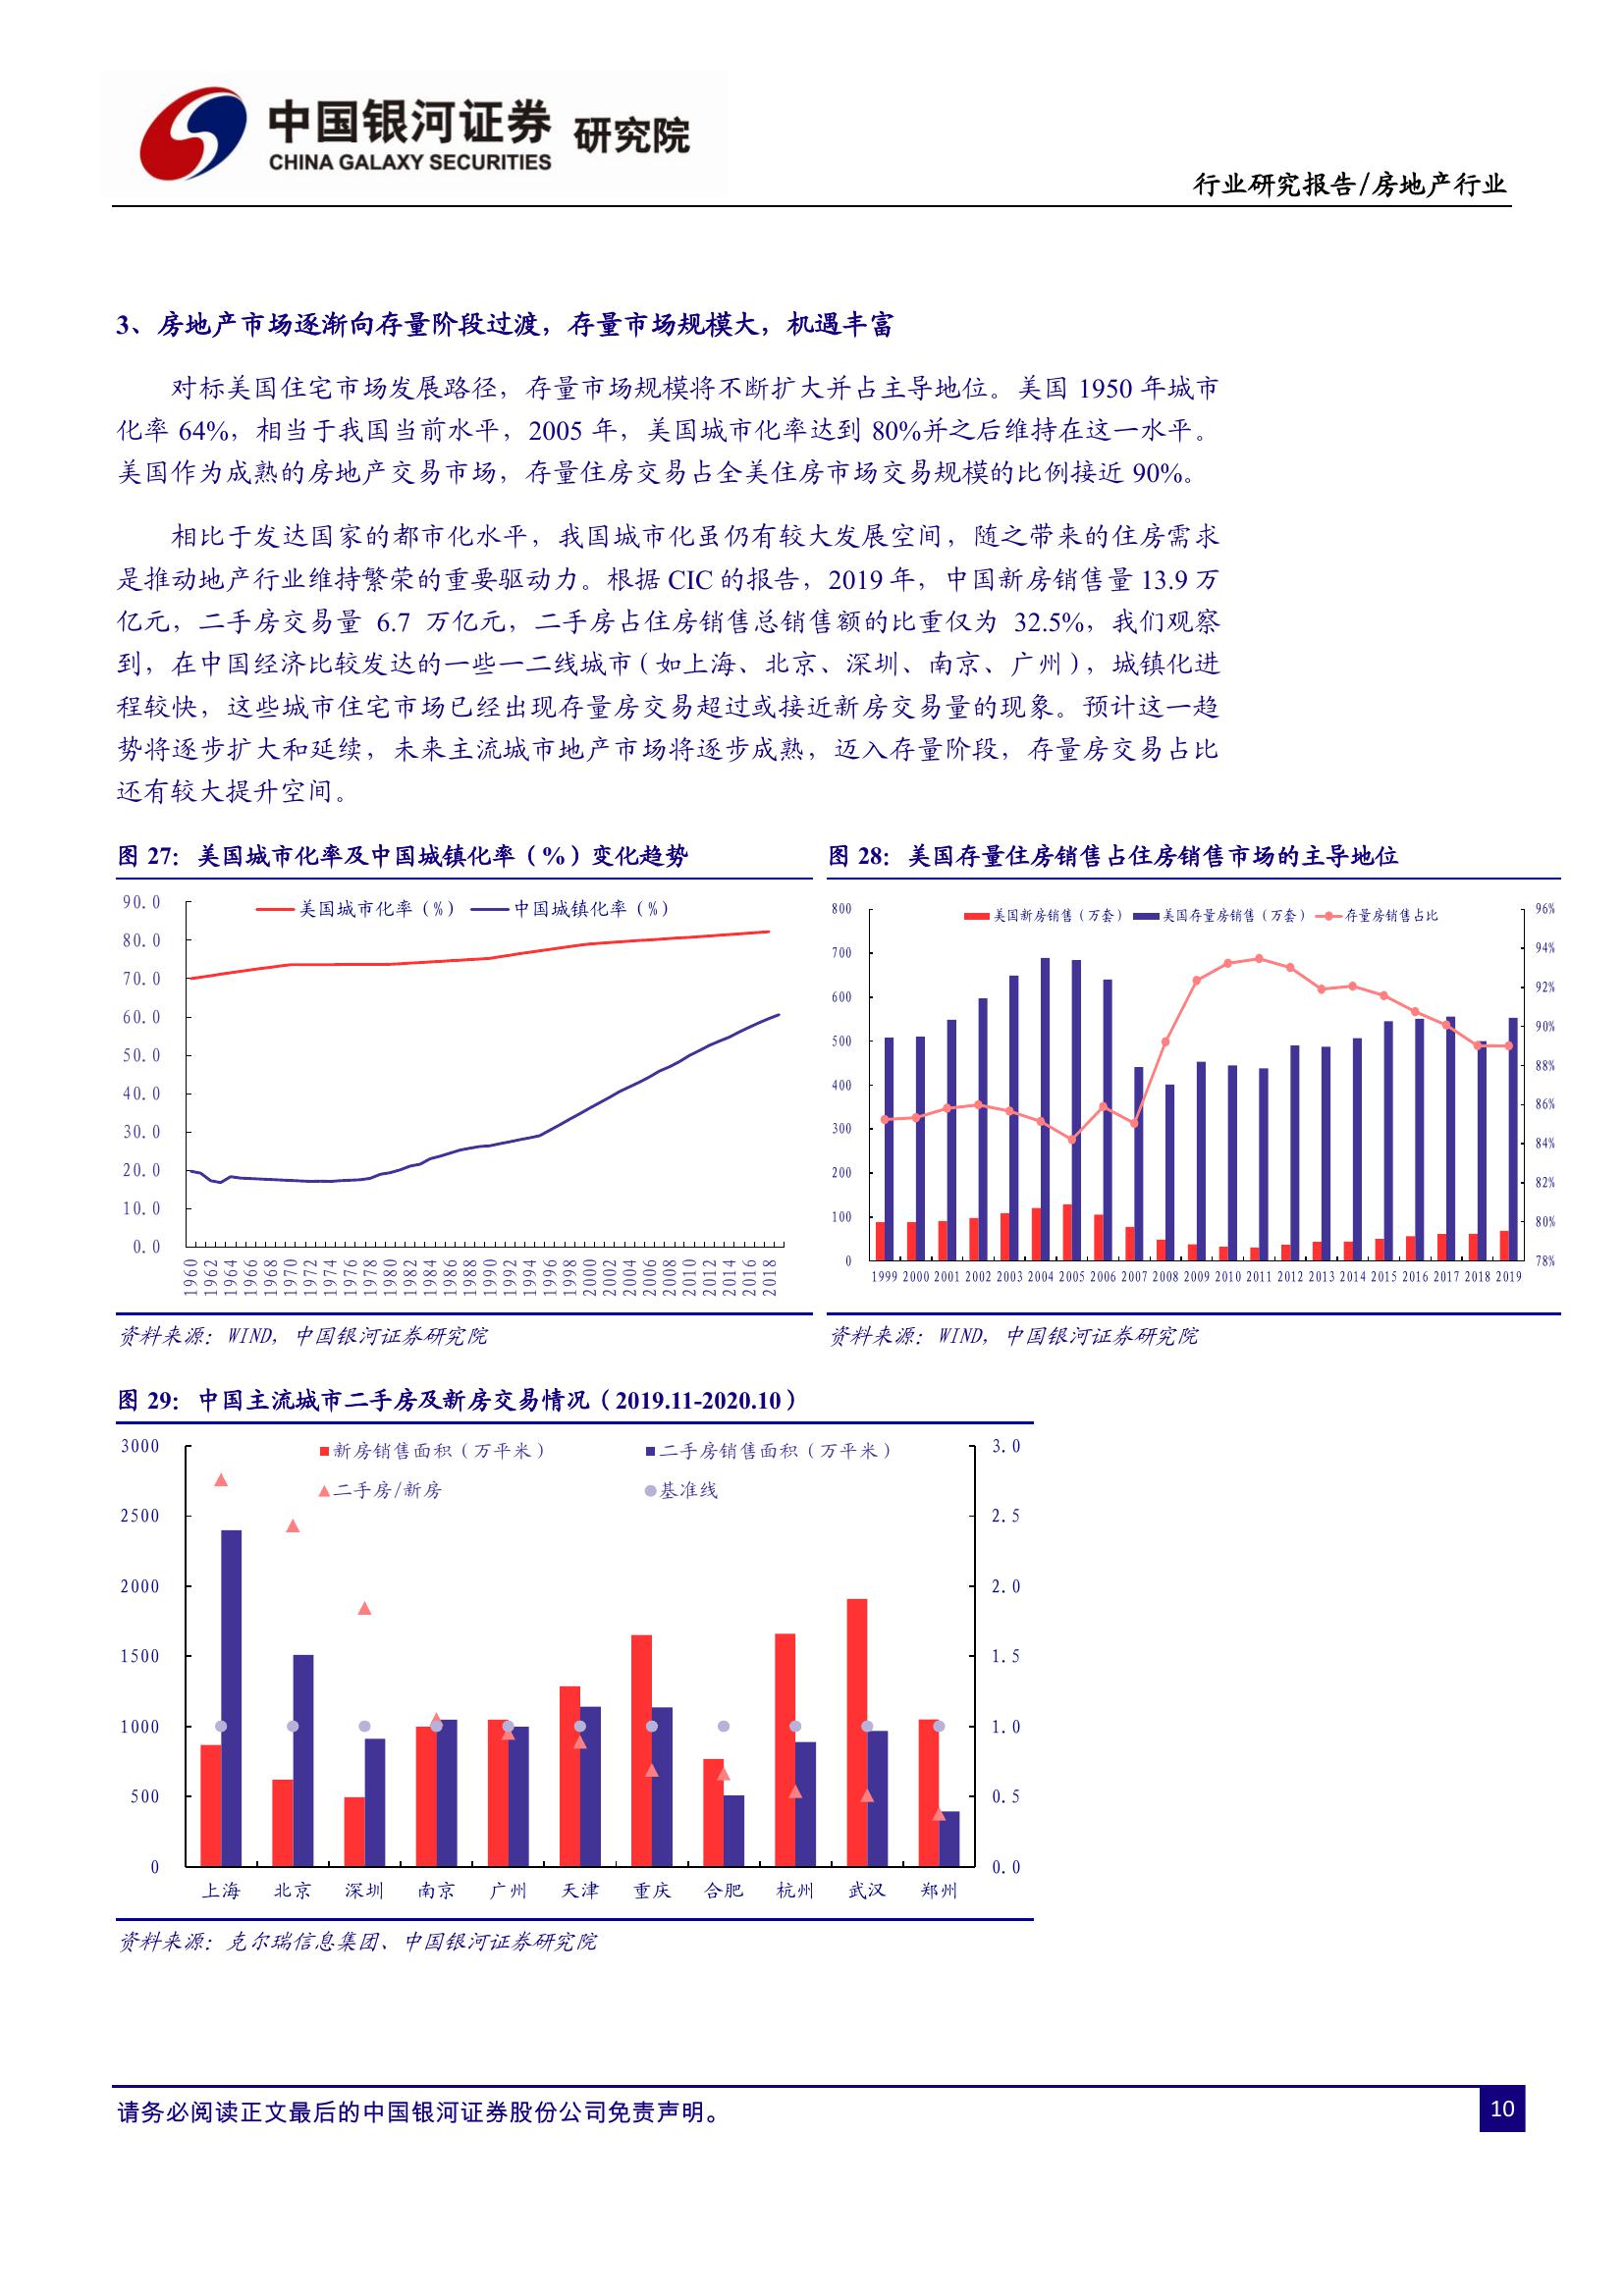 中国银河证券 研究院
CHINA GALAXY SECURITIES
行业研究报告/房地产行业
3、房地产市场逐渐向存量阶段过渡，存量市场规模大，机遇丰富
对标美国住宅市场发展路径，存量市场规模将不断扩大并占主导地位。美国 1950 年城市
化率 64%，相当于我国当前水平，2005 年，美国城市化率达到 80%并之后维持在这一水平。
美国作为成熟的房地产交易市场，存量住房交易占全美住房市场交易规模的比例接近 90%。
相比于发达国家的都市化水平，我国城市化虽仍有较大发展空间，随之带来的住房需求
是推动地产行业维持繁荣的重要驱动力。根据 CIC 的报告，2019 年，中国新房销售量 13.9 万
亿元，二手房交易量 6.7 万亿元，二手房占住房销售总销售额的比重仅为 32.5%，我们观察
到，在中国经济比较发达的一些一二线城市（如上海、北京、深圳、南京、广州），城镇化进
程较快，这些城市住宅市场已经出现存量房交易超过或接近新房交易量的现象。预计这一趋
势将逐步扩大和延续，未来主流城市地产市场将逐步成熟，迈入存量阶段，存量房交易占比
还有较大提升空间。
图 27：美国城市化率及中国城镇化率（%）变化趋势
美国城市化率（%） 中国城镇化率（%）
90.0
80.0
70.0
60.0
50.0
40.0
30.0
20.0
10.0
0.0
1960 1962 1964 1966 1968 1970 1972 1974 1976 1978 1980 1982 1984 1986 1988 1990 1992 1994 1996 1998 2000 2002 2004 2006 2008 2010 2012 2014 2016 2018
资料来源：WIND，中国银河证券研究院
图 28：美国存量住房销售占住房销售市场的主导地位
美国新房销售（万套） 美国存量房销售（万套） 存量房销售占比
800 96%
700 94%
600 92%
500 90%
400 88%
300 86%
200 84%
100 82%
0 80%
78%
1999 2000 2001 2002 2003 2004 2005 2006 2007 2008 2009 2010 2011 2012 2013 2014 2015 2016 2017 2018 2019
资料来源：WIND，中国银河证券研究院
图 29：中国主流城市二手房及新房交易情况（2019.11-2020.10）
新房销售面积（万平米） 二手房销售面积（万平米）
二手房/新房 基准线
3000 3.0
2500 2.5
2000 2.0
1500 1.5
1000 1.0
500 0.5
0 0.0
上海 北京 深圳 南京 广州 天津 重庆 合肥 杭州 武汉 郑州
资料来源：克尔瑞信息集团、中国银河证券研究院
请务必阅读正文最后的中国银河证券股份公司免责声明。
10